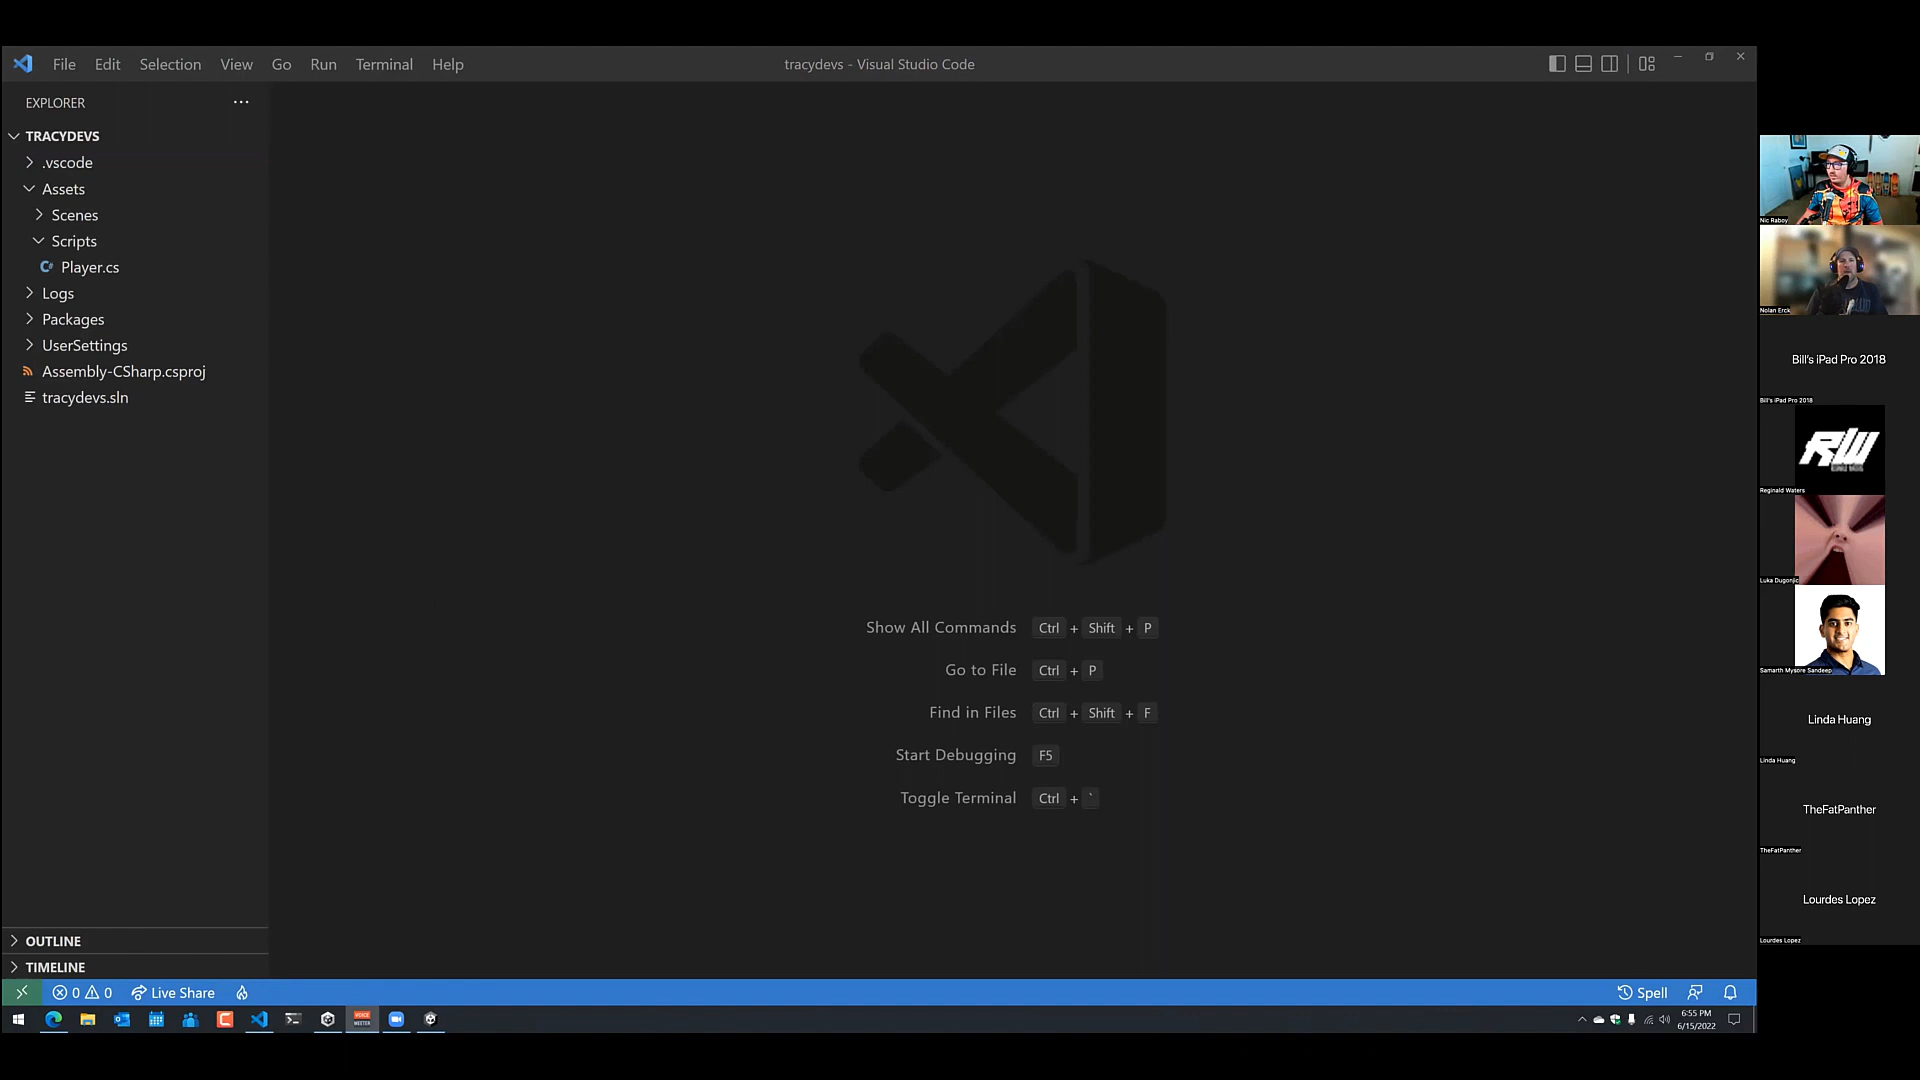 File Edit Selection View Go Run Terminal Help
tracydevs - Visual Studio Code
EXPLORER
TRACYDEVS
.vscode
Assets
Scenes
Scripts
Player.cs
Logs
Packages
UserSettings
Assembly-CSharp.csproj
tracydevs.sln
OUTLINE
TIMELINE
Show All Commands Ctrl + Shift + P
Go to File Ctrl + P
Find in Files Ctrl + Shift + F
Start Debugging F5
Toggle Terminal Ctrl + `
0 0 Live Share
Spell
VOICE
MEETER
6:55 PM
6/15/2022
Nic Raboy
Nolan Erck
Bill's iPad Pro 2018
Bill's iPad Pro 2018
RW
Reginald Waters
Luka Dugonjic
Samarth Mysore Sandeep
Linda Huang
Linda Huang
TheFatPanther
TheFatPanther
Lourdes Lopez
Lourdes Lopez